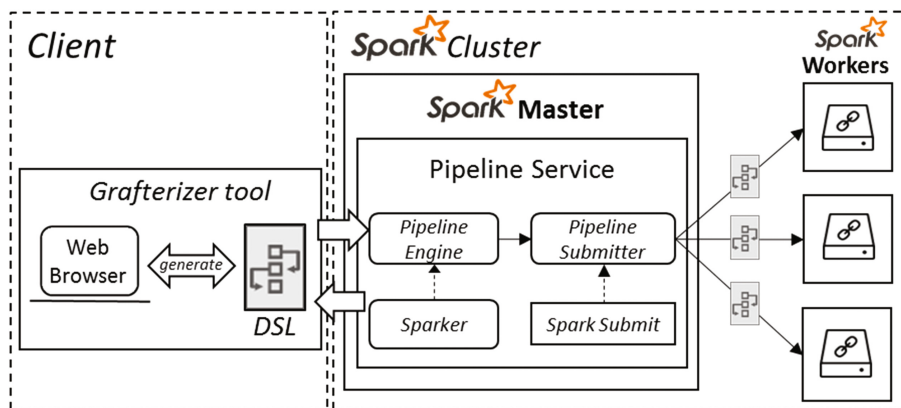 Client
Spark Cluster
Spark
Workers
Spark Master
Pipeline Service
Grafterizer tool
Web
Browser
generate
DSL
Pipeline
Engine
Pipeline
Submitter
Sparker
Spark Submit